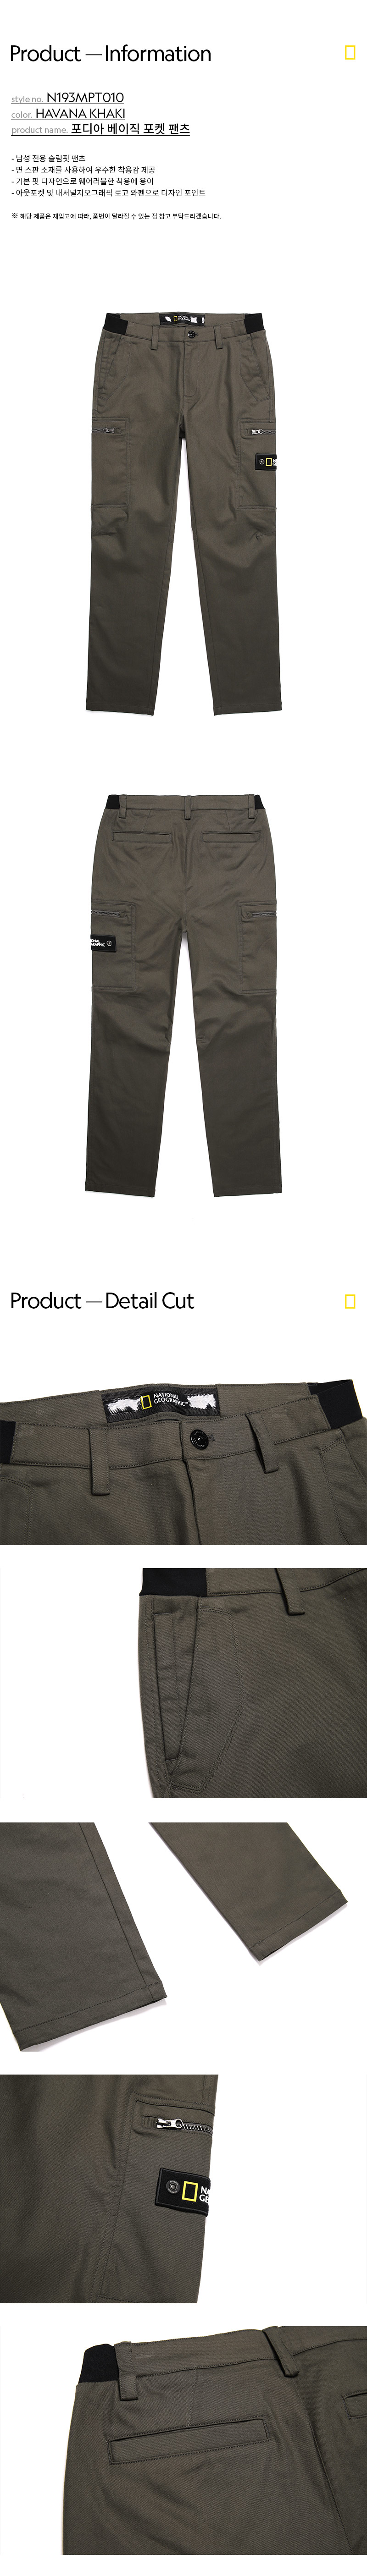 Product — Information
style no. N193MPT010
color. HAVANA KHAKI
product name. 포디아 베이직 포켓 팬츠
- 남성 전용 슬림핏 팬츠
- 면 스판 소재를 사용하여 우수한 착용감 제공
- 기본 핏 디자인으로 웨어러블한 착용에 용이
- 아웃포켓 및 내셔널지오그래픽 로고 와펜으로 디자인 포인트
※ 해당 제품은 재입고에 따라, 품번이 달라질 수 있는 점 참고 부탁드리겠습니다.
Product — Detail Cut
NATIONAL
GEOGRAPHIC™
NA
GE